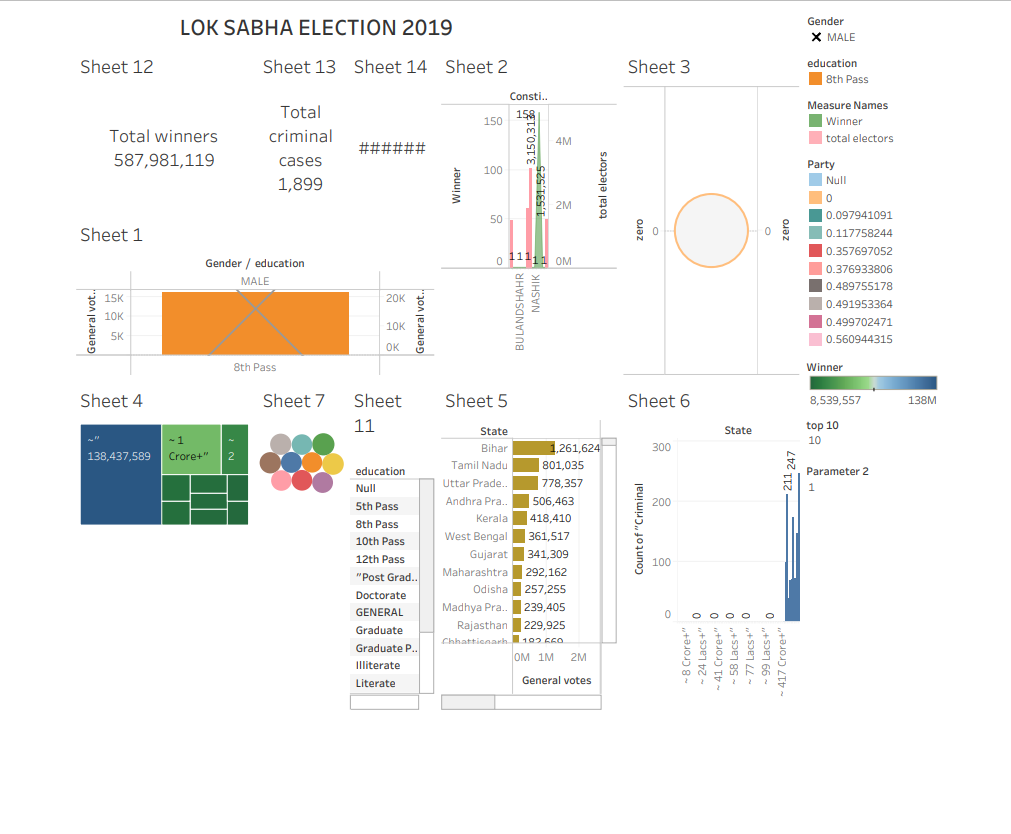 LOK SABHA ELECTION 2019
Sheet 12
Total winners
587,981,119
Sheet 13
Total
criminal
cases
1,899
Sheet 14
######
Sheet 2
Consti..
150
100
50
0
Winner
158
3,150,313
1,531,525
1 1 1 1 1
4M
2M
0M
total electors
BULANDSHAHR
NASHIK
Sheet 3
zero
0
0
zero
Sheet 1
Gender / education
MALE
General vot..
15K
10K
5K
20K
10K
0K
General vot..
8th Pass
Sheet 4
~"
138,437,589
~ 1
Crore+"
~
2
Sheet 7
Sheet
11
education
Null
5th Pass
8th Pass
10th Pass
12th Pass
"Post Grad..
Doctorate
GENERAL
Graduate
Graduate P..
Illiterate
Literate
Sheet 5
State
Bihar 1,261,624
Tamil Nadu 801,035
Uttar Prade.. 778,357
Andhra Pra.. 506,463
Kerala 418,410
West Bengal 361,517
Gujarat 341,309
Maharashtra 292,162
Odisha 257,255
Madhya Pra.. 239,405
Rajasthan 229,925
Chhattisgarh 182,669
0M 1M 2M
General votes
Sheet 6
State
Count of "Criminal
300
200
100
0
0 0 0 0 0
211
247
~ 8 Crore+"
~ 24 Lacs+"
~ 41 Crore+"
~ 58 Lacs+"
~ 77 Lacs+"
~ 99 Lacs+"
~ 417 Crore+"
Gender
MALE
education
8th Pass
Measure Names
Winner
total electors
Party
Null
0
0.097941091
0.117758244
0.357697052
0.376933806
0.489755178
0.491953364
0.499702471
0.560944315
Winner
8,539,557 138M
top 10
10
Parameter 2
1